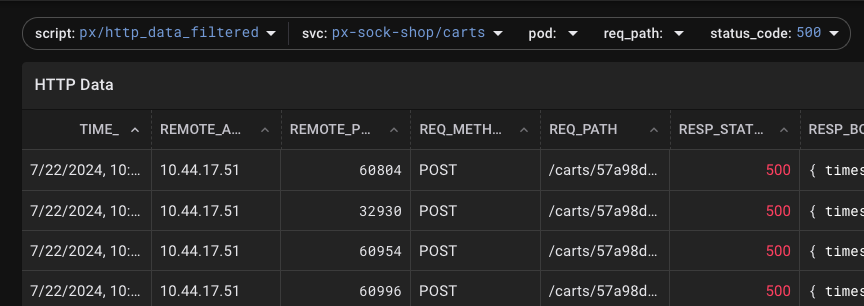 script: px/http_data_filtered svc: px-sock-shop/carts pod: req_path: status_code: 500
HTTP Data
TIME_ REMOTE_A... REMOTE_P... REQ_METH... REQ_PATH RESP_STAT... RESP_BO
7/22/2024, 10:... 10.44.17.51 60804 POST /carts/57a98d... 500 { times
7/22/2024, 10:... 10.44.17.51 32930 POST /carts/57a98d... 500 { times
7/22/2024, 10:... 10.44.17.51 60954 POST /carts/57a98d... 500 { times
7/22/2024, 10:... 10.44.17.51 60996 POST /carts/57a98d... 500 { times